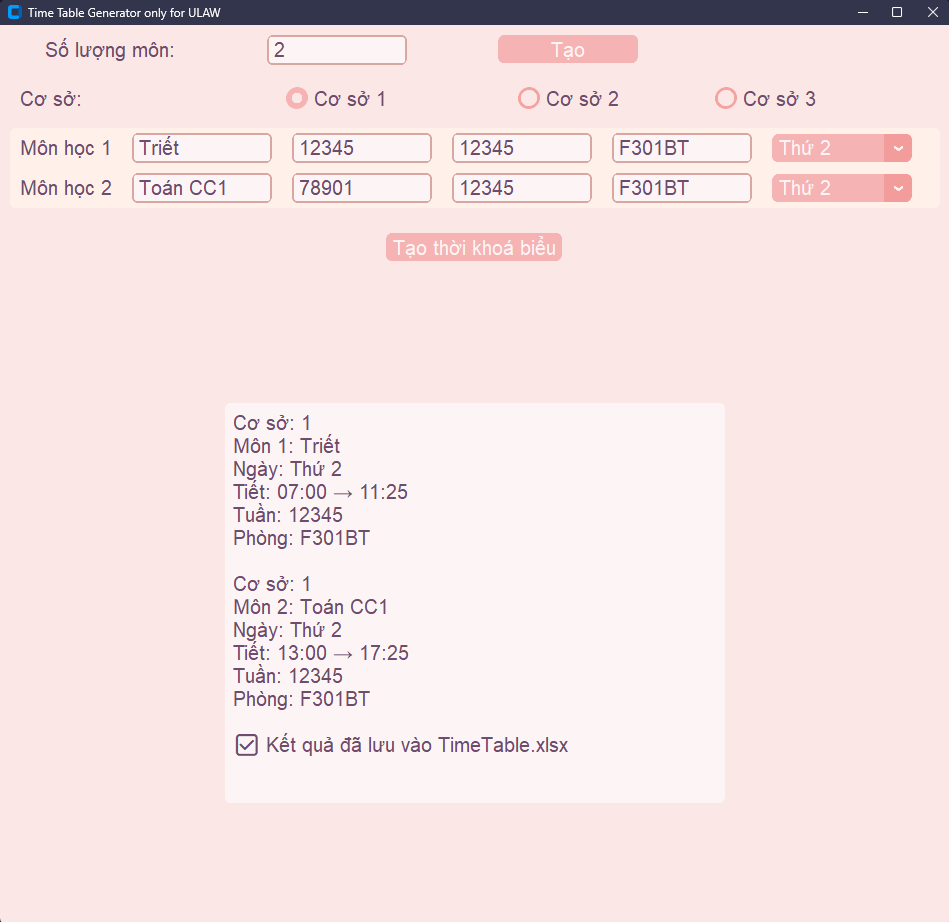 Time Table Generator only for ULAW
Số lượng môn: 2 Tạo
Cơ sở: Cơ sở 1 Cơ sở 2 Cơ sở 3
Môn học 1 Triết 12345 12345 F301BT Thứ 2
Môn học 2 Toán CC1 78901 12345 F301BT Thứ 2
Tạo thời khoá biểu
Cơ sở: 1
Môn 1: Triết
Ngày: Thứ 2
Tiết: 07:00 → 11:25
Tuần: 12345
Phòng: F301BT
Cơ sở: 1
Môn 2: Toán CC1
Ngày: Thứ 2
Tiết: 13:00 → 17:25
Tuần: 12345
Phòng: F301BT
Kết quả đã lưu vào TimeTable.xlsx